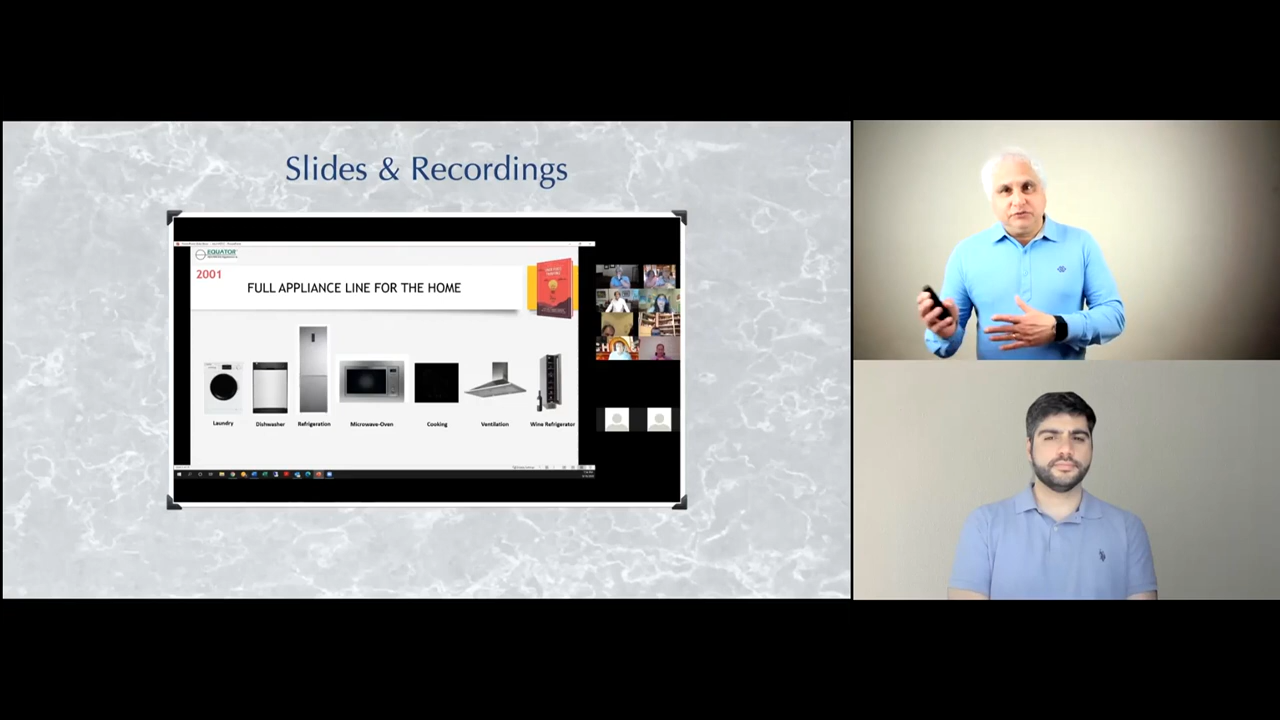 Slides & Recordings
EQUATOR
2001
FULL APPLIANCE LINE FOR THE HOME
Laundry
Dishwasher
Refrigeration
Microwave-Oven
Cooking
Ventilation
Wine Refrigerator